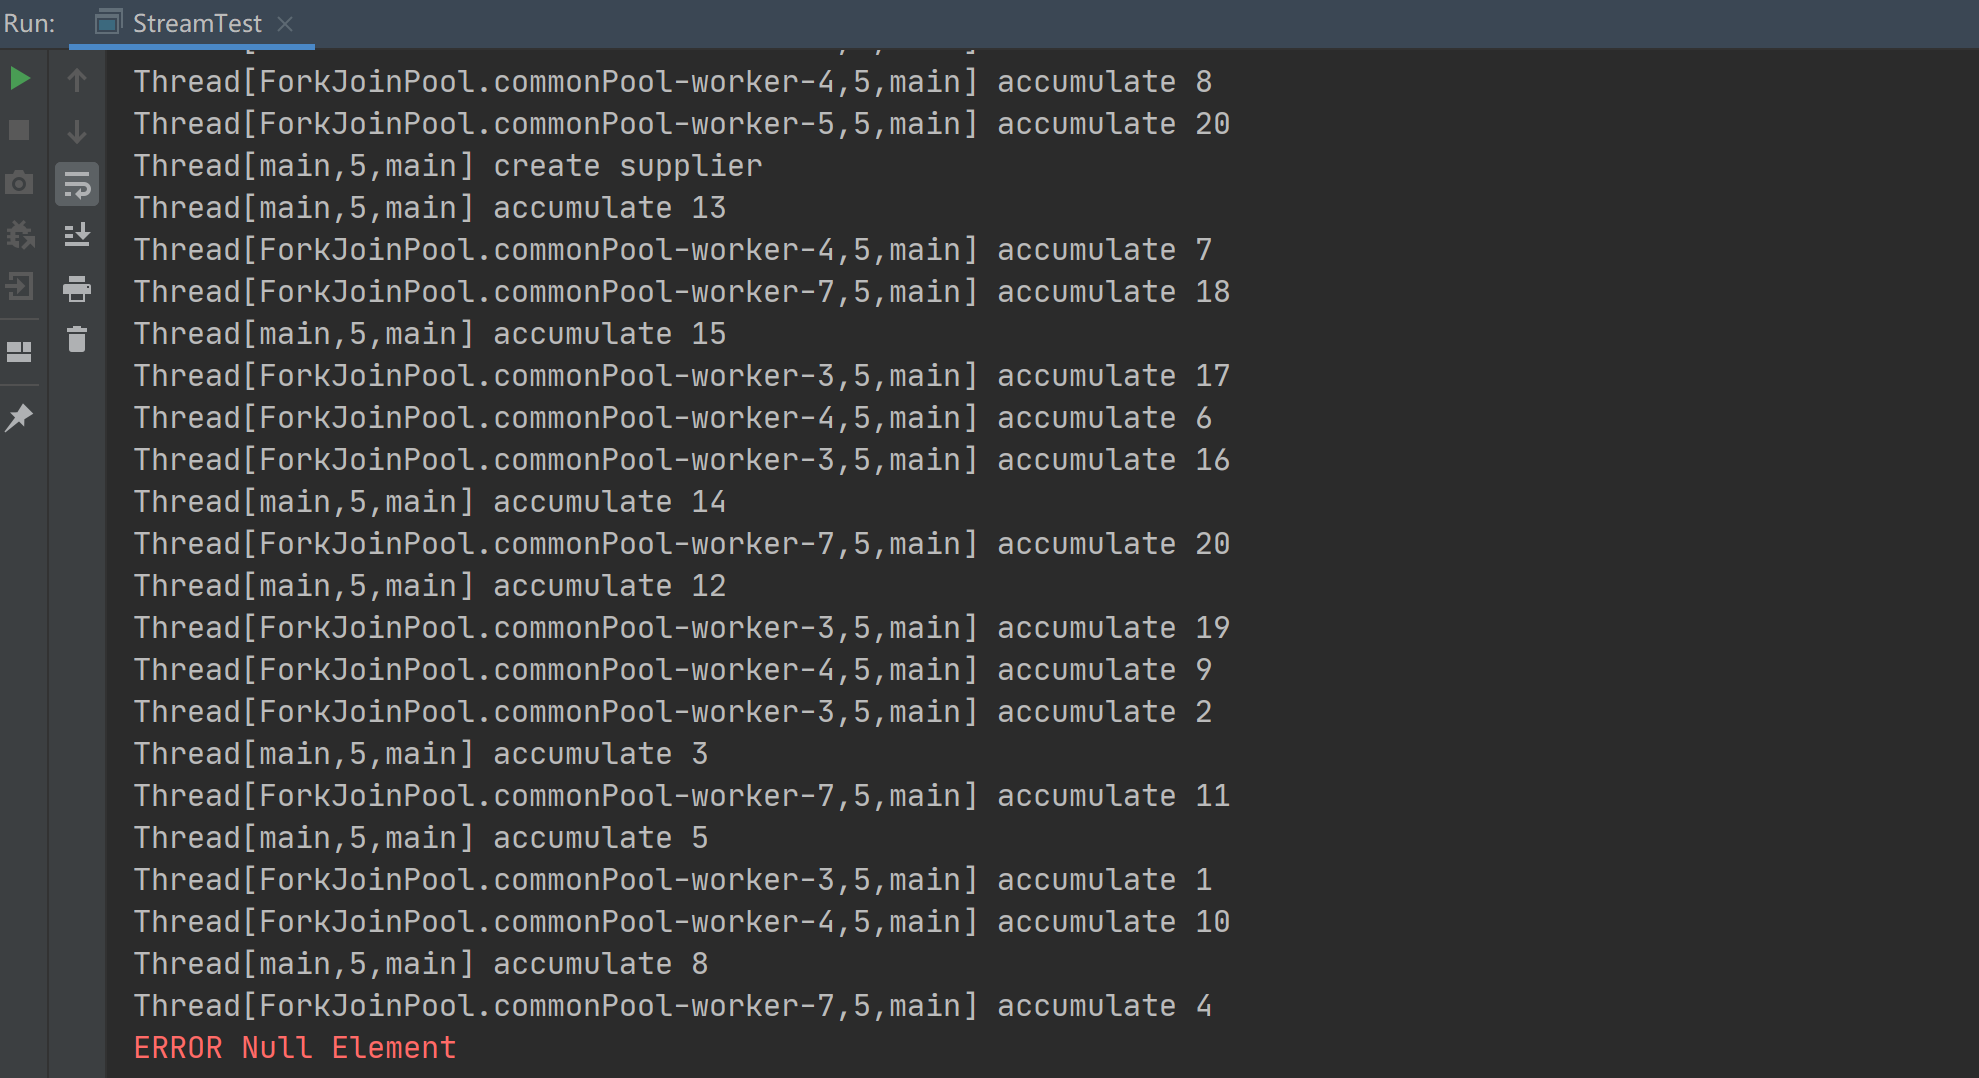 Run: StreamTest
Thread[ForkJoinPool.commonPool-worker-4,5,main] accumulate 8
Thread[ForkJoinPool.commonPool-worker-5,5,main] accumulate 20
Thread[main,5,main] create supplier
Thread[main,5,main] accumulate 13
Thread[ForkJoinPool.commonPool-worker-4,5,main] accumulate 7
Thread[ForkJoinPool.commonPool-worker-7,5,main] accumulate 18
Thread[main,5,main] accumulate 15
Thread[ForkJoinPool.commonPool-worker-3,5,main] accumulate 17
Thread[ForkJoinPool.commonPool-worker-4,5,main] accumulate 6
Thread[ForkJoinPool.commonPool-worker-3,5,main] accumulate 16
Thread[main,5,main] accumulate 14
Thread[ForkJoinPool.commonPool-worker-7,5,main] accumulate 20
Thread[main,5,main] accumulate 12
Thread[ForkJoinPool.commonPool-worker-3,5,main] accumulate 19
Thread[ForkJoinPool.commonPool-worker-4,5,main] accumulate 9
Thread[ForkJoinPool.commonPool-worker-3,5,main] accumulate 2
Thread[main,5,main] accumulate 3
Thread[ForkJoinPool.commonPool-worker-7,5,main] accumulate 11
Thread[main,5,main] accumulate 5
Thread[ForkJoinPool.commonPool-worker-3,5,main] accumulate 1
Thread[ForkJoinPool.commonPool-worker-4,5,main] accumulate 10
Thread[main,5,main] accumulate 8
Thread[ForkJoinPool.commonPool-worker-7,5,main] accumulate 4
ERROR Null Element